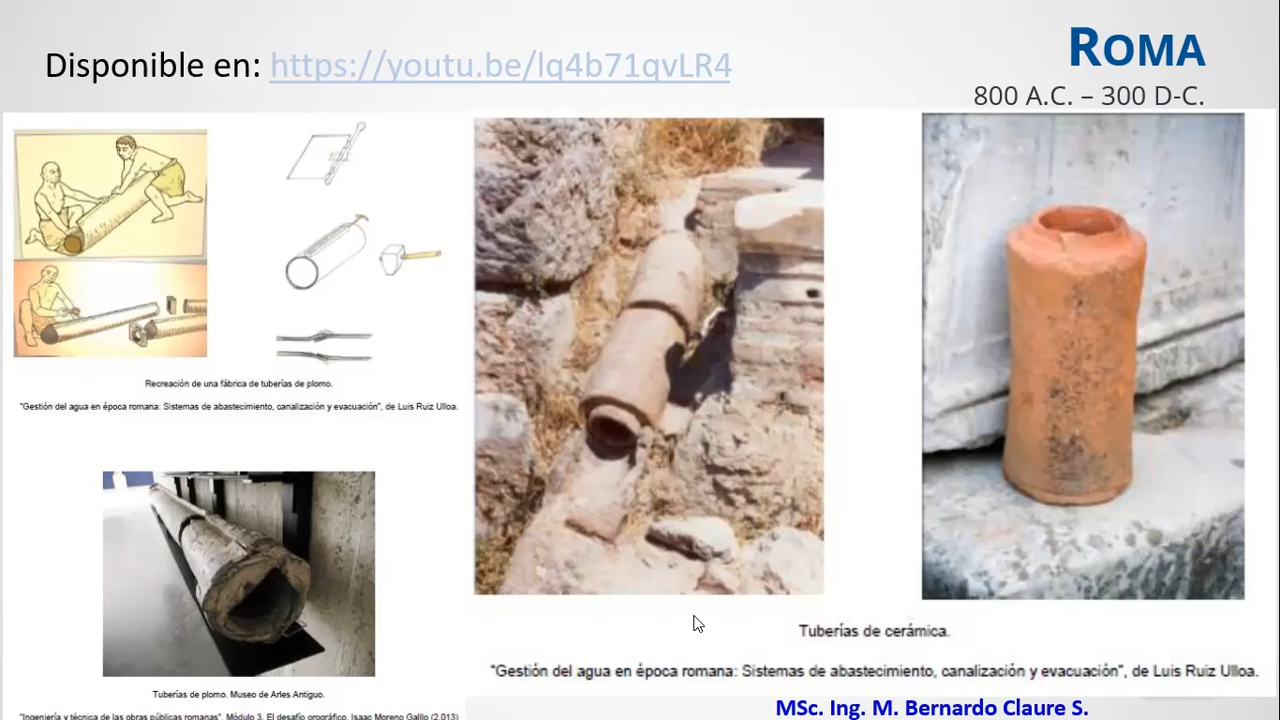 Disponible en: https://youtu.be/lq4b71qvLR4
ROMA
800 A.C. – 300 D-C.
Recreación de una fábrica de tuberías de plomo.
"Gestión del agua en época romana: Sistemas de abastecimiento, canalización y evacuación", de Luis Ruiz Ulloa.
Tuberías de plomo. Museo de Arles Antiguo.
"Ingeniería y técnica de las obras públicas romanas". Módulo 3. El desafío orográfico. Isaac Moreno Gallo (2.013)
Tuberías de cerámica.
"Gestión del agua en época romana: Sistemas de abastecimiento, canalización y evacuación", de Luis Ruiz Ulloa.
MSc. Ing. M. Bernardo Claure S.